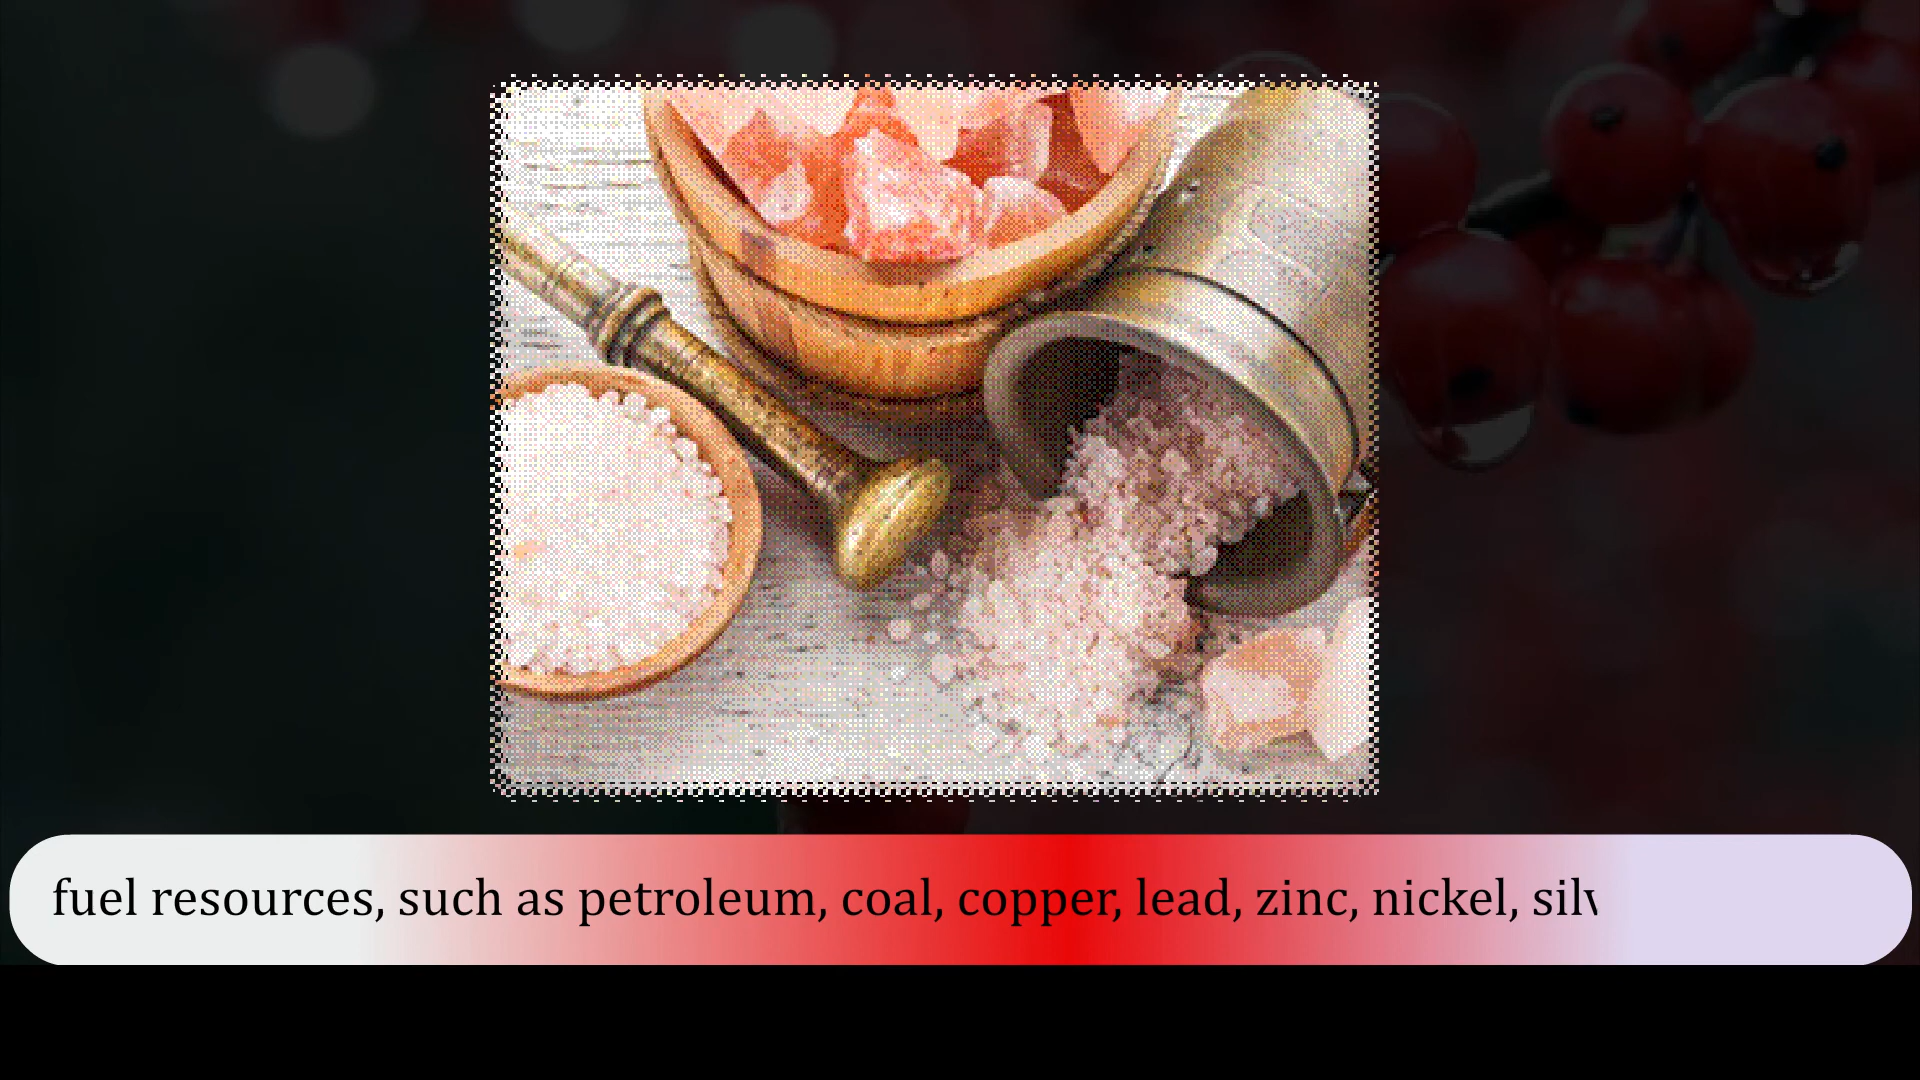 fuel resources, such as petroleum, coal, copper, lead, zinc, nickel,